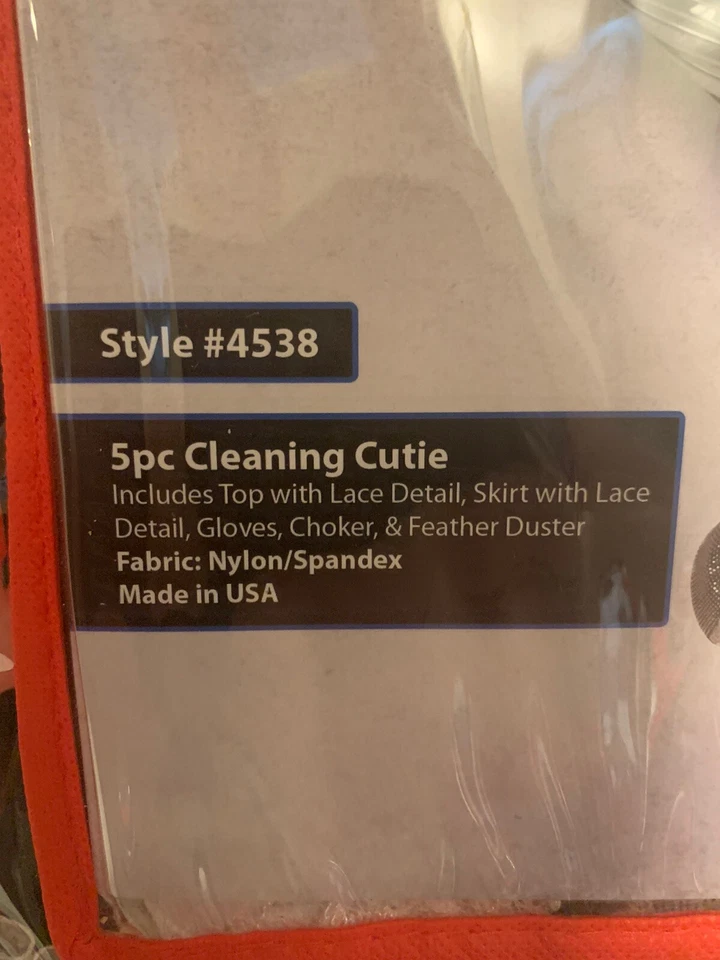 Style #4538
5pc Cleaning Cutie
Includes Top with Lace Detail, Skirt with Lace
Detail, Gloves, Choker, & Feather Duster
Fabric: Nylon/Spandex
Made in USA